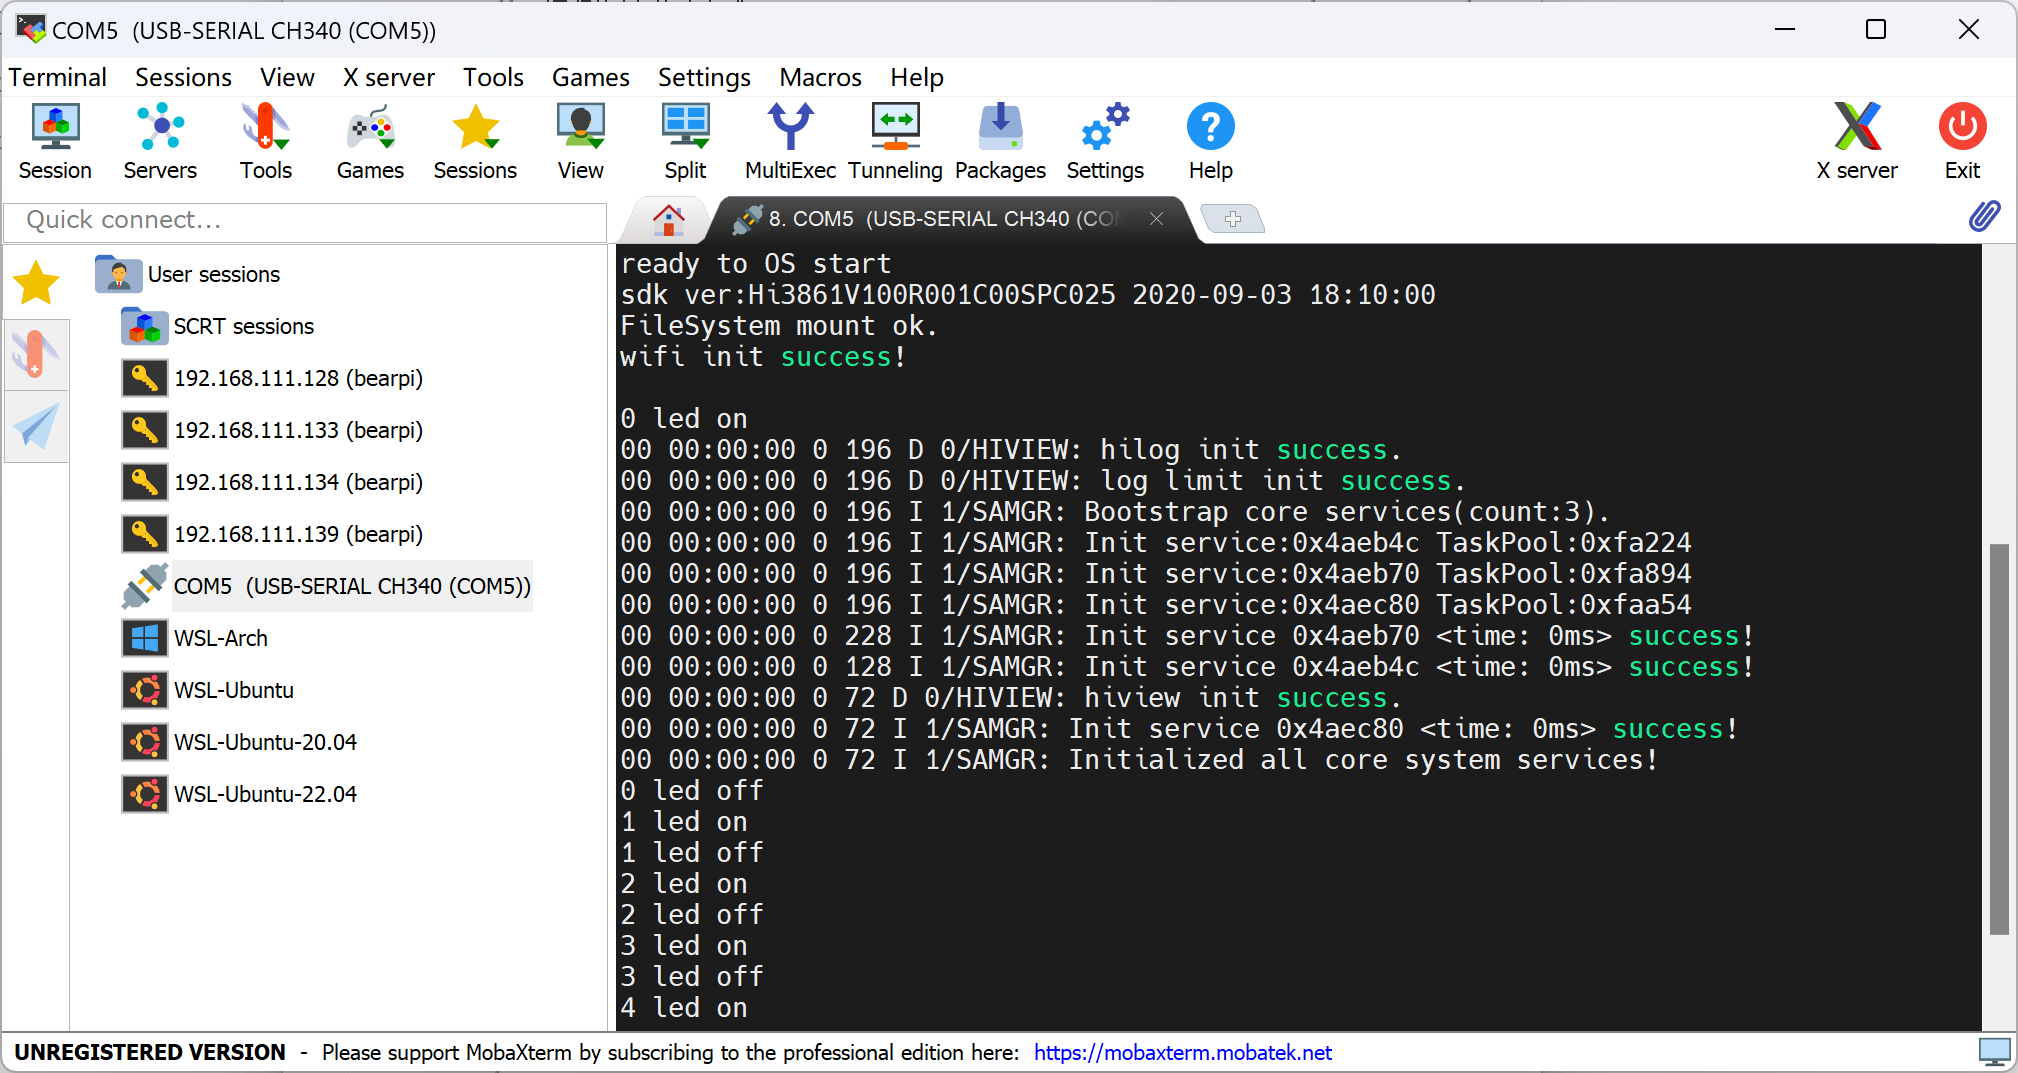 COM5  (USB-SERIAL CH340 (COM5))
Terminal Sessions View X server Tools Games Settings Macros Help
Session Servers Tools Games Sessions View Split MultiExec Tunneling Packages Settings Help X server Exit
Quick connect...
8. COM5  (USB-SERIAL CH340 (COM
User sessions
SCRT sessions
192.168.111.128 (bearpi)
192.168.111.133 (bearpi)
192.168.111.134 (bearpi)
192.168.111.139 (bearpi)
COM5  (USB-SERIAL CH340 (COM5))
WSL-Arch
WSL-Ubuntu
WSL-Ubuntu-20.04
WSL-Ubuntu-22.04
ready to OS start
sdk ver:Hi3861V100R001C00SPC025 2020-09-03 18:10:00
FileSystem mount ok.
wifi init success!
0 led on
00 00:00:00 0 196 D 0/HIVIEW: hilog init success.
00 00:00:00 0 196 D 0/HIVIEW: log limit init success.
00 00:00:00 0 196 I 1/SAMGR: Bootstrap core services(count:3).
00 00:00:00 0 196 I 1/SAMGR: Init service:0x4aeb4c TaskPool:0xfa224
00 00:00:00 0 196 I 1/SAMGR: Init service:0x4aeb70 TaskPool:0xfa894
00 00:00:00 0 196 I 1/SAMGR: Init service:0x4aec80 TaskPool:0xfaa54
00 00:00:00 0 228 I 1/SAMGR: Init service 0x4aeb70 <time: 0ms> success!
00 00:00:00 0 128 I 1/SAMGR: Init service 0x4aeb4c <time: 0ms> success!
00 00:00:00 0 72 D 0/HIVIEW: hiview init success.
00 00:00:00 0 72 I 1/SAMGR: Init service 0x4aec80 <time: 0ms> success!
00 00:00:00 0 72 I 1/SAMGR: Initialized all core system services!
0 led off
1 led on
1 led off
2 led on
2 led off
3 led on
3 led off
4 led on
UNREGISTERED VERSION  -  Please support MobaXterm by subscribing to the professional edition here:  https://mobaxterm.mobatek.net